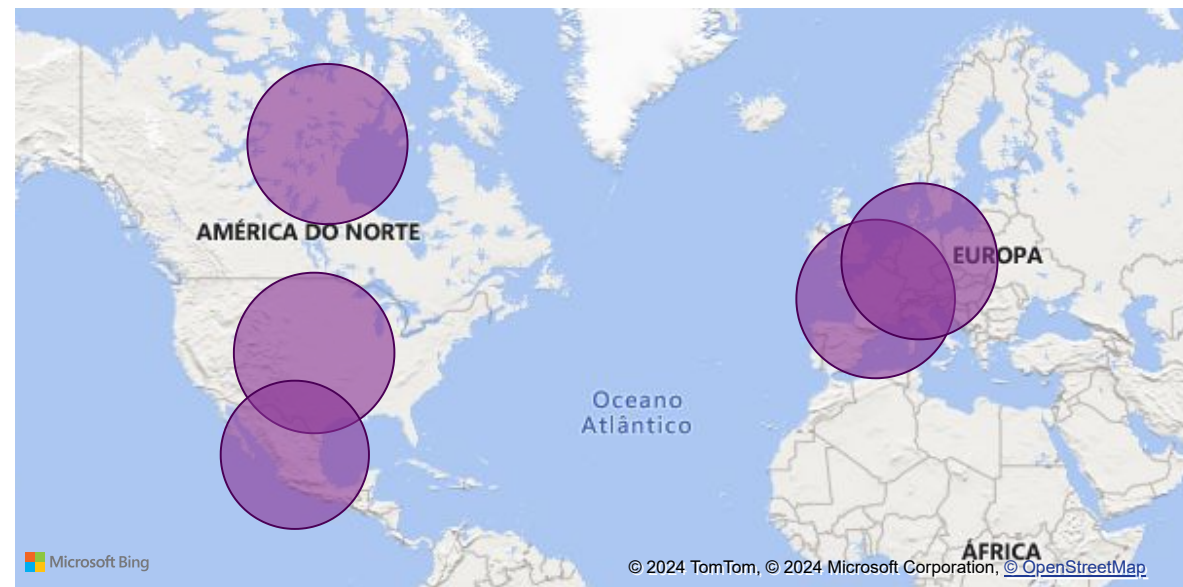 AMÉRICA DO NORTE
EUROPA
Oceano
Atlântico
ÁFRICA
Microsoft Bing
© 2024 TomTom, © 2024 Microsoft Corporation, © OpenStreetMap